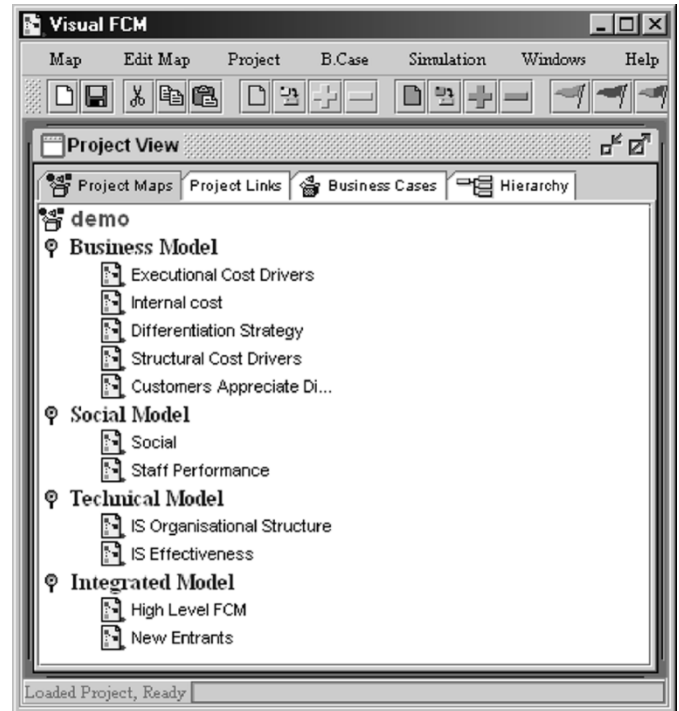 Visual FCM
Map Edit Map Project B.Case Simulation Windows Help
Project View
Project Maps Project Links Business Cases Hierarchy
demo
Business Model
Executional Cost Drivers
Internal cost
Differentiation Strategy
Structural Cost Drivers
Customers Appreciate Di...
Social Model
Social
Staff Performance
Technical Model
IS Organisational Structure
IS Effectiveness
Integrated Model
High Level FCM
New Entrants
Loaded Project, Ready